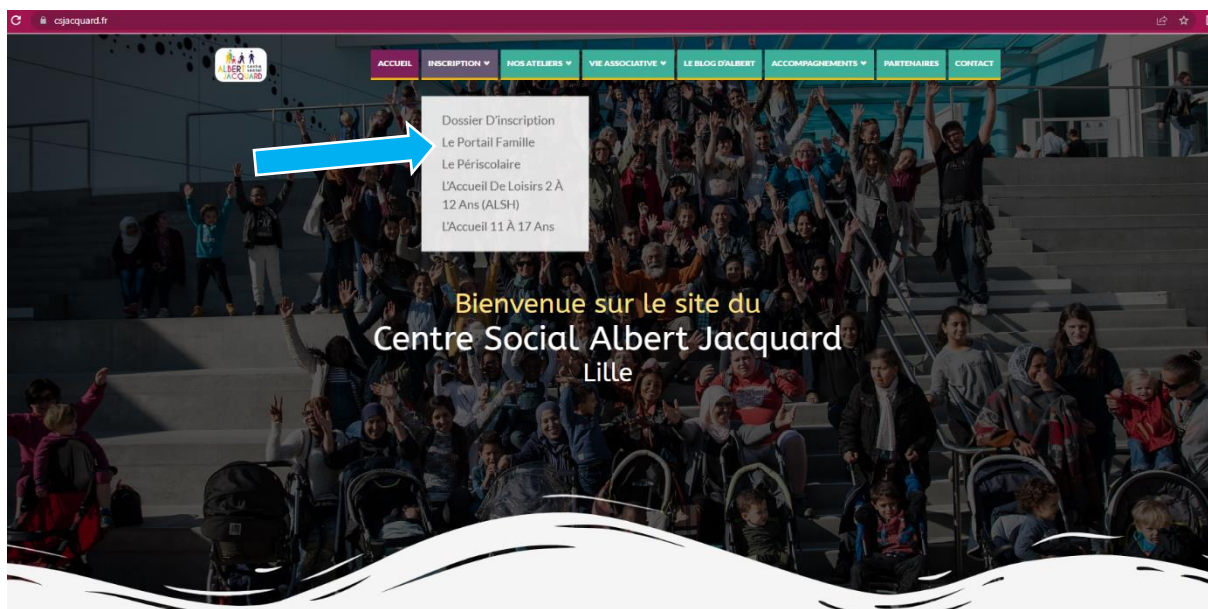 csjacquard.fr
ALBERT centre social
JACQUARD
ACCUEIL INSCRIPTION NOS ATELIERS VIE ASSOCIATIVE LE BLOG D'ALBERT ACCOMPAGNEMENTS PARTENAIRES CONTACT
Dossier D'inscription
Le Portail Famille
Le Périscolaire
L'Accueil De Loisirs 2 À
12 Ans (ALSH)
L'Accueil 11 À 17 Ans
Bienvenue sur le site du
Centre Social Albert Jacquard
Lille